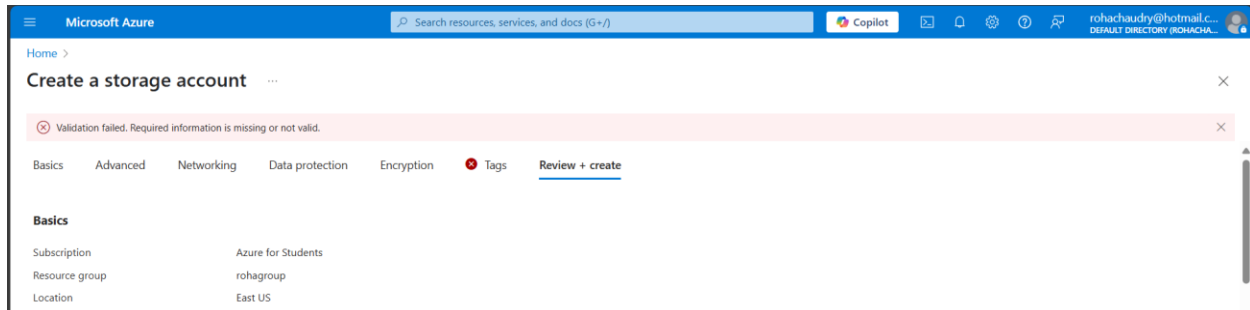 Microsoft Azure
Search resources, services, and docs (G+/)
Copilot
rohachaudry@hotmail.c...
DEFAULT DIRECTORY (ROHACHA...
Home >
Create a storage account ...
Validation failed. Required information is missing or not valid.
Basics Advanced Networking Data protection Encryption Tags Review + create
Basics
Subscription Azure for Students
Resource group rohagroup
Location East US